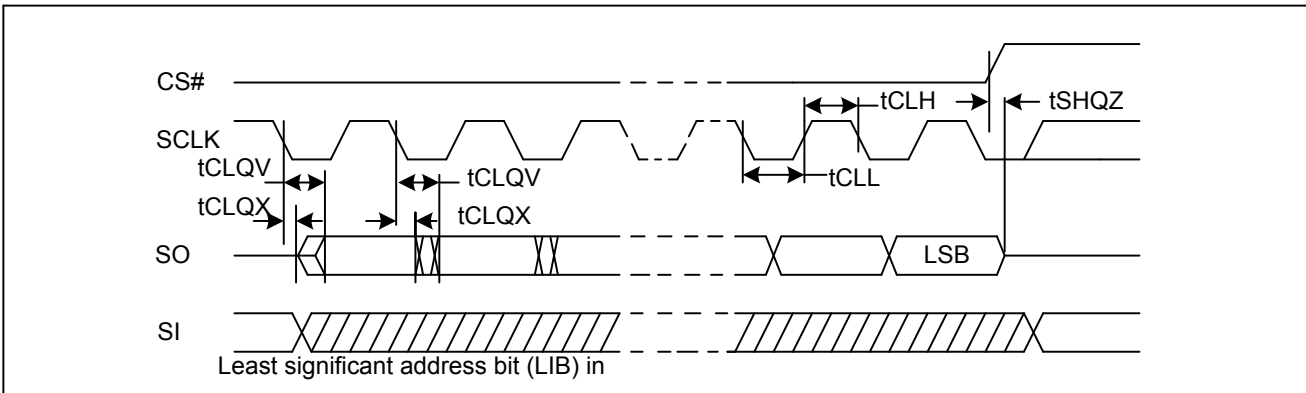 CS#
tCLH
tSHQZ
SCLK
tCLQV
tCLQV
tCLL
tCLQX
tCLQX
SO
LSB
SI
Least significant address bit (LIB) in